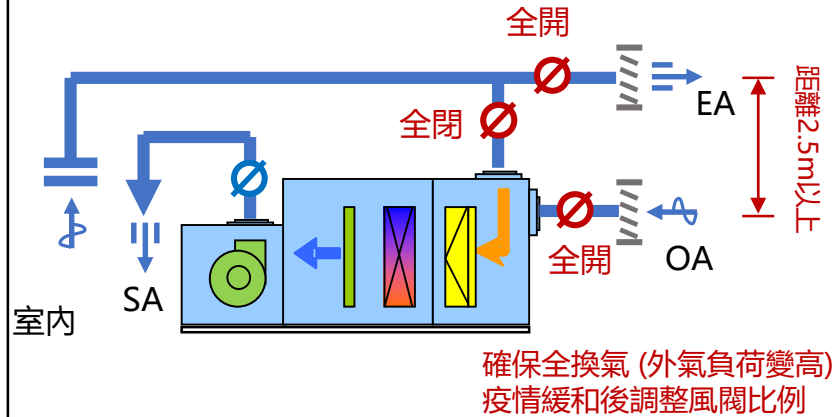 全開
EA
全閉
距離2.5m以上
全開
OA
SA
室內
確保全換氣 (外氣負荷變高)
疫情緩和後調整風閥比例